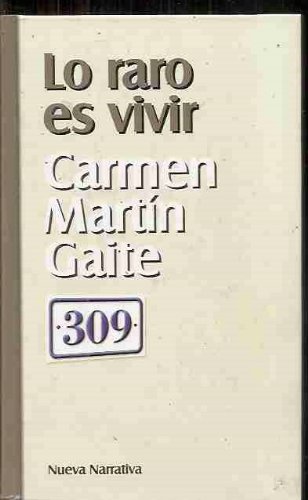 Lo raro
es vivir
Carmen
Martín
Gaite
·309·
Nueva Narrativa